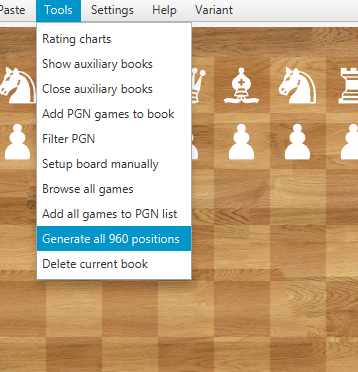 Paste Tools Settings Help Variant
Rating charts
Show auxiliary books
Close auxiliary books
Add PGN games to book
Filter PGN
Setup board manually
Browse all games
Add all games to PGN list
Generate all 960 positions
Delete current book